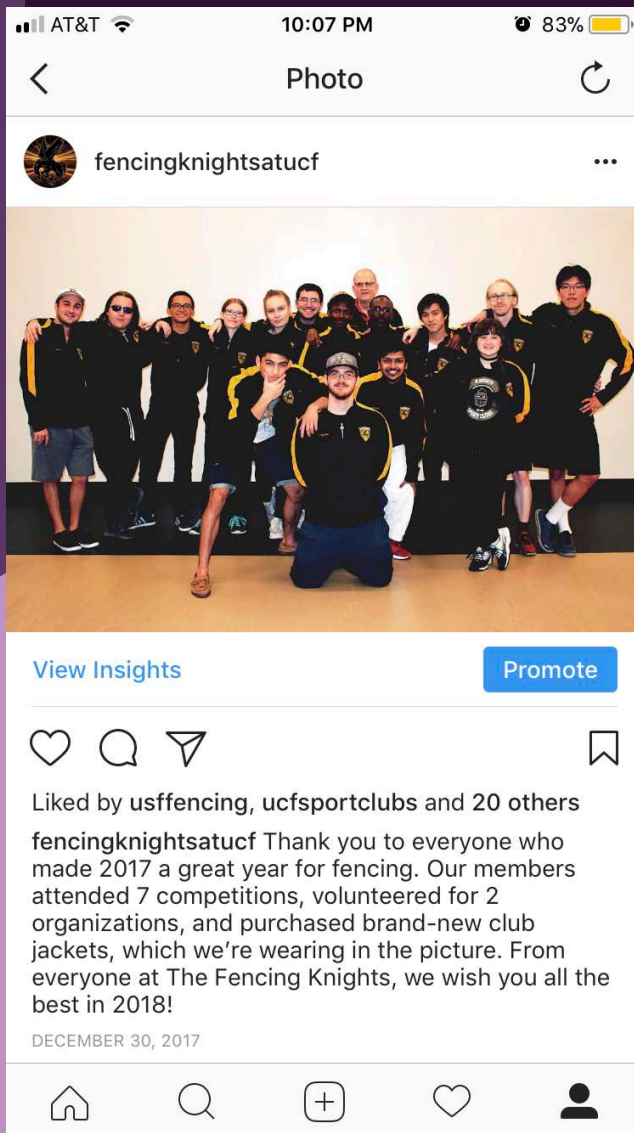 AT&T 10:07 PM 83%
Photo
fencingknightsatucf
View Insights Promote
Liked by usffencing, ucfsportclubs and 20 others
fencingknightsatucf Thank you to everyone who
made 2017 a great year for fencing. Our members
attended 7 competitions, volunteered for 2
organizations, and purchased brand-new club
jackets, which we're wearing in the picture. From
everyone at The Fencing Knights, we wish you all the
best in 2018!
DECEMBER 30, 2017